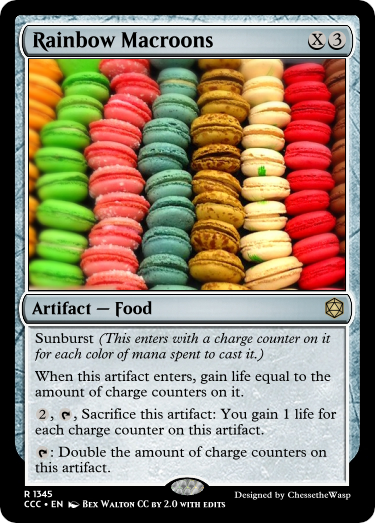 Rainbow Macroons X 3
Artifact — Food
Sunburst (This enters with a charge counter on it
for each color of mana spent to cast it.)
When this artifact enters, gain life equal to the
amount of charge counters on it.
2, T, Sacrifice this artifact: You gain 1 life for
each charge counter on this artifact.
T: Double the amount of charge counters on
this artifact.
R 1345
CCC • EN Bex Walton CC by 2.0 with edits
Designed by ChessetheWasp